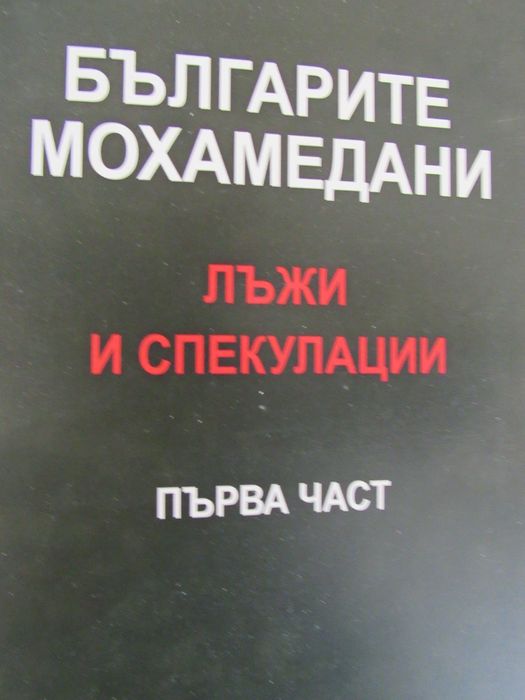 БЪЛГАРИТЕ
МОХАМЕДАНИ
ЛЪЖИ
И СПЕКУЛАЦИИ
ПЪРВА ЧАСТ